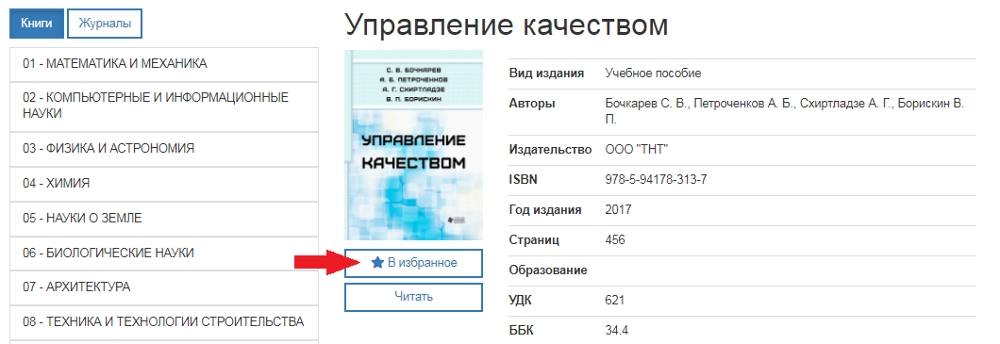 Книги
Журналы
01 - МАТЕМАТИКА И МЕХАНИКА
02 - КОМПЬЮТЕРНЫЕ И ИНФОРМАЦИОННЫЕ
НАУКИ
03 - ФИЗИКА И АСТРОНОМИЯ
04 - ХИМИЯ
05 - НАУКИ О ЗЕМЛЕ
06 - БИОЛОГИЧЕСКИЕ НАУКИ
07 - АРХИТЕКТУРА
08 - ТЕХНИКА И ТЕХНОЛОГИИ СТРОИТЕЛЬСТВА
Управление качеством
С. В. БОЧКАРЕВ
А. Б. ПЕТРОЧЕНКОВ
А. Г. СХИРТЛАДЗЕ
В. П. БОРИСКИН
УПРАВЛЕНИЕ
КАЧЕСТВОМ
В избранное
Читать
Вид издания Учебное пособие
Авторы Бочкарев С. В., Петроченков А. Б., Схиртладзе А. Г., Борискин В.
П.
Издательство ООО "ТНТ"
ISBN 978-5-94178-313-7
Год издания 2017
Страниц 456
Образование
УДК 621
ББК 34.4